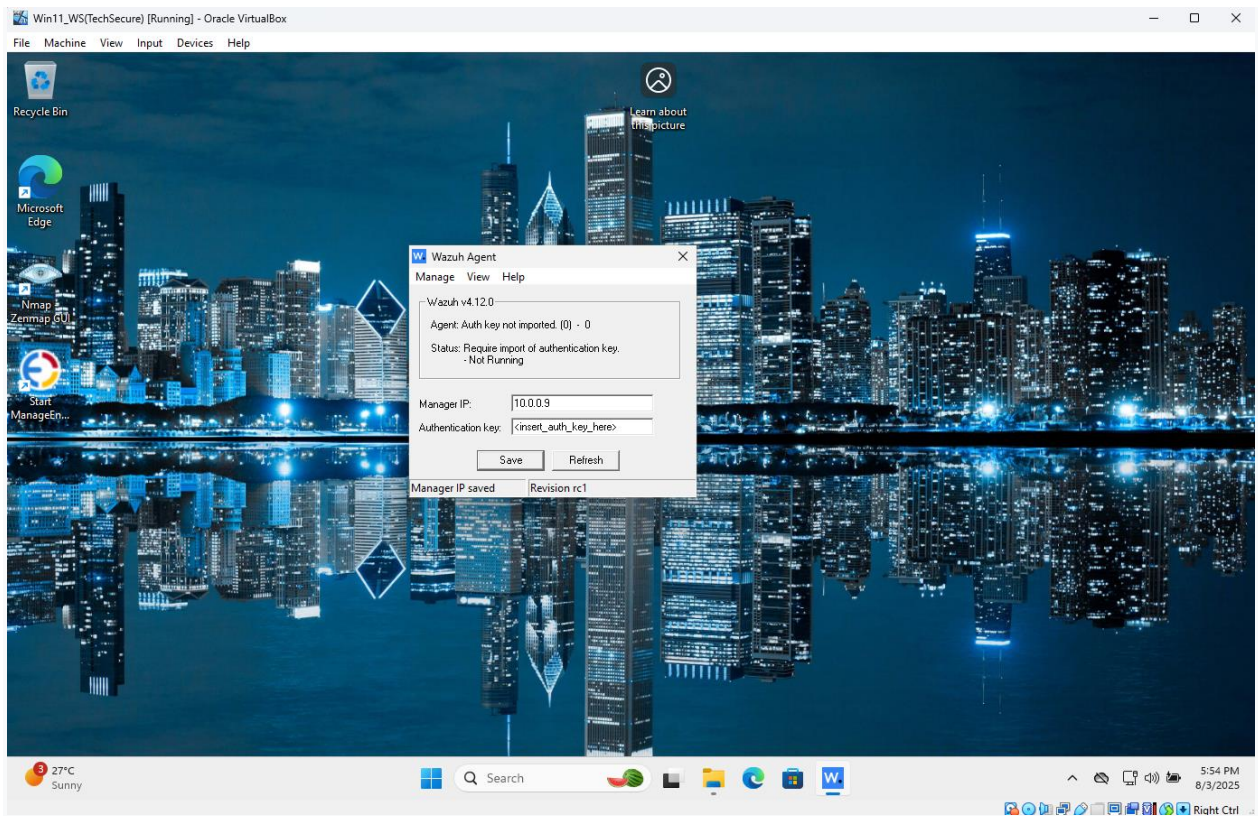 Win11_WS(TechSecure) [Running] - Oracle VirtualBox
File Machine View Input Devices Help
Recycle Bin
Learn about
this picture
Microsoft
Edge
Nmap -
Zenmap GUI
Start
ManageEn...
W. Wazuh Agent
Manage View Help
Wazuh v4.12.0
Agent: Auth key not imported. (0) - 0
Status: Require import of authentication key.
- Not Running
Manager IP: 10.0.0.9
Authentication key: <insert_auth_key_here>
Save Refresh
Manager IP saved Revision rc1
3 27°C
Sunny
Search
W.
5:54 PM
8/3/2025
Right Ctrl